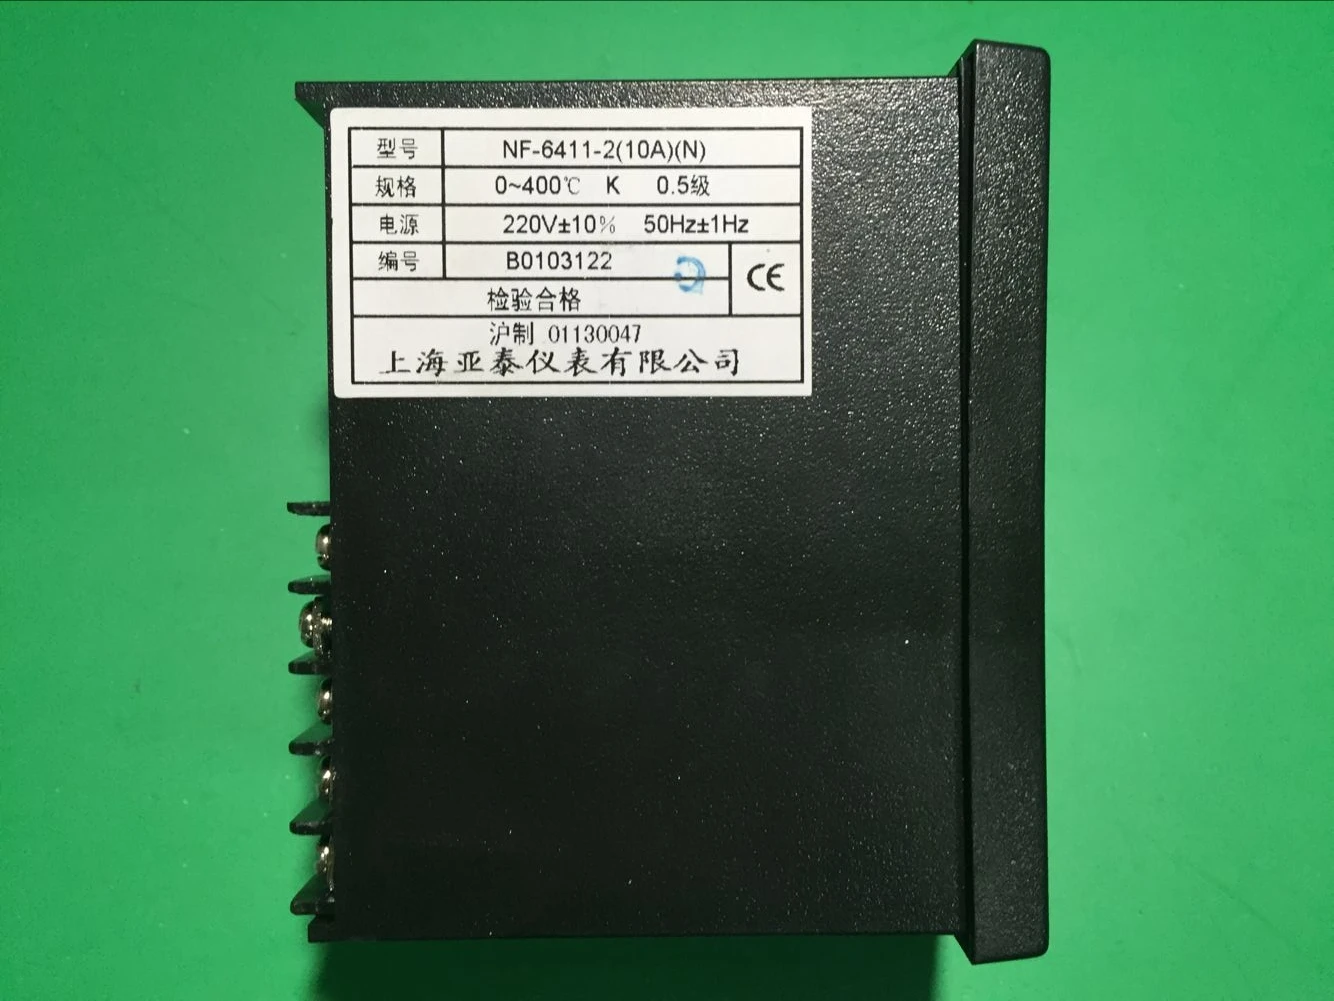 型号 NF-6411-2(10A)(N)
规格 0~400℃ K 0.5级
电源 220V±10% 50Hz±1Hz
编号 B0103122
CE
检验合格
沪制 01130047
上海亚泰仪表有限公司